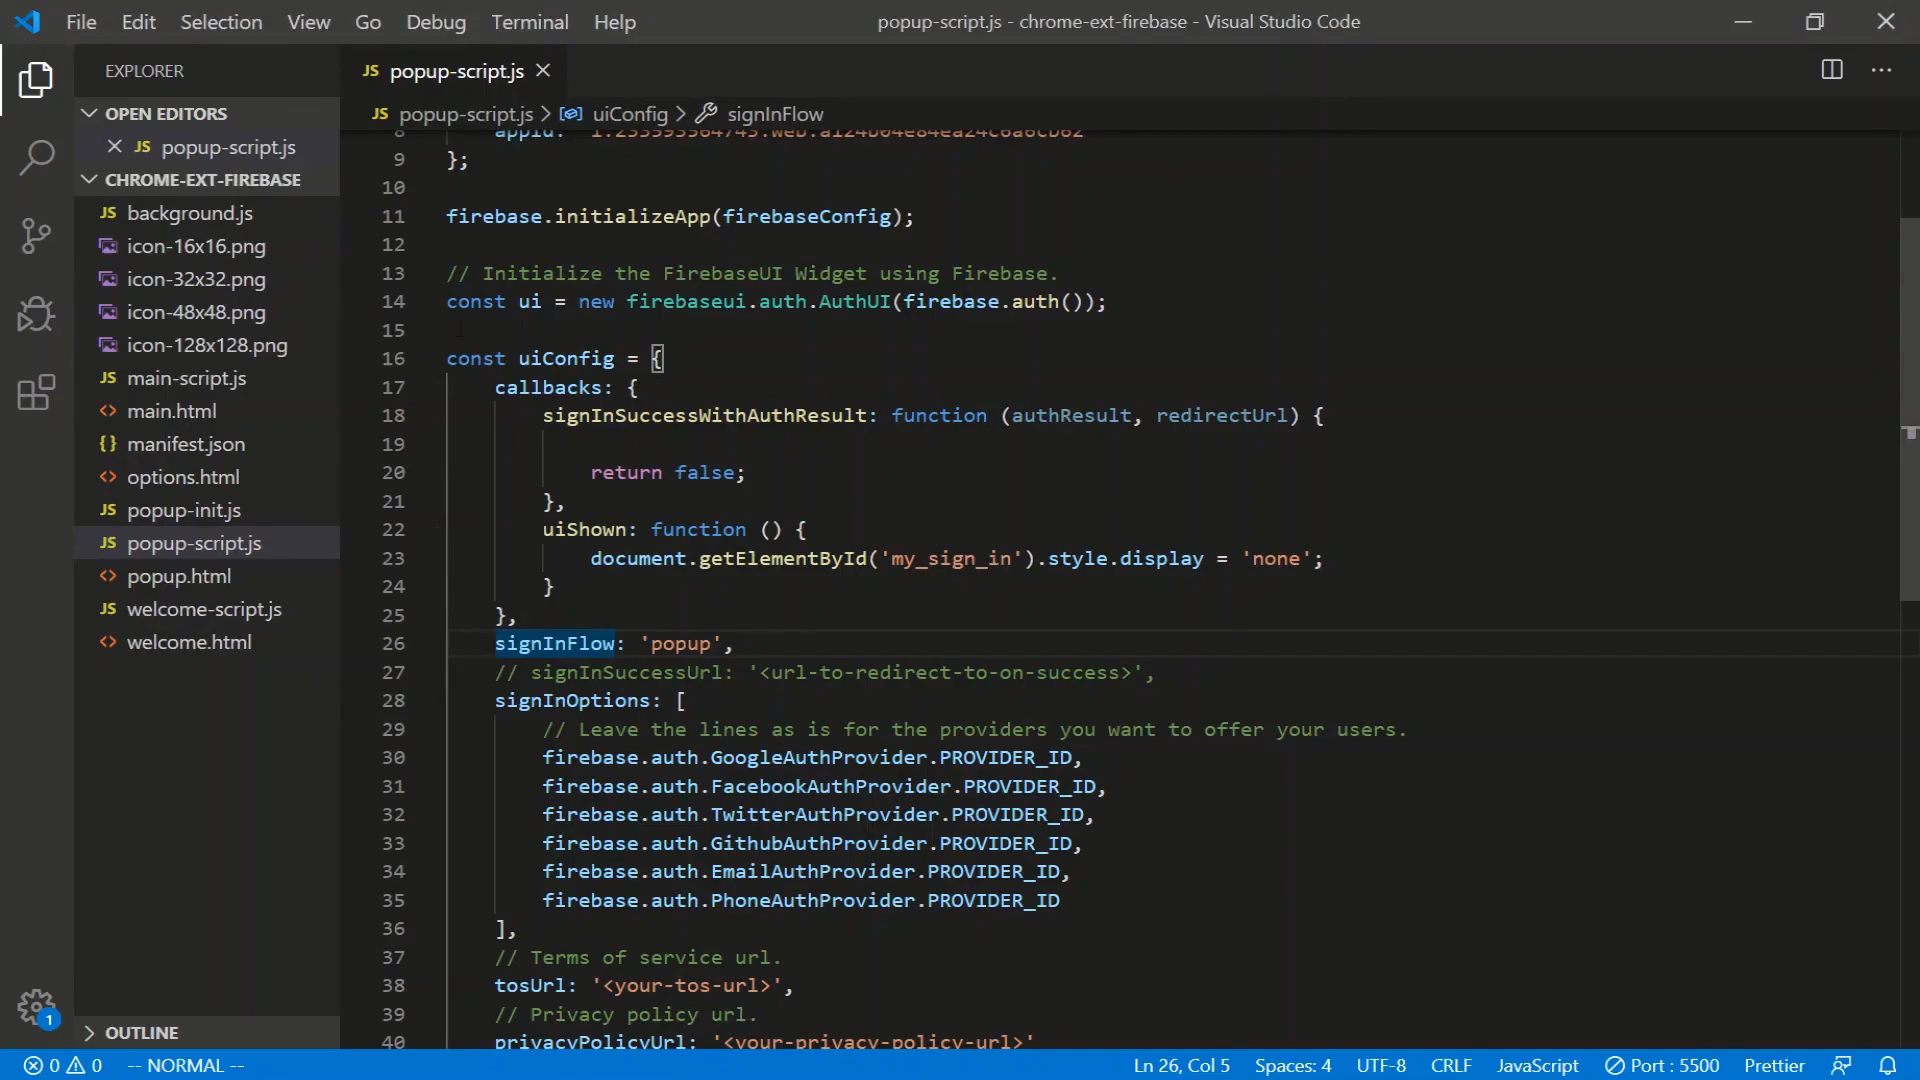 File Edit Selection View Go Debug Terminal Help
popup-script.js - chrome-ext-firebase - Visual Studio Code
EXPLORER
OPEN EDITORS
JS popup-script.js
CHROME-EXT-FIREBASE
JS background.js
icon-16x16.png
icon-32x32.png
icon-48x48.png
icon-128x128.png
JS main-script.js
<> main.html
{} manifest.json
<> options.html
JS popup-init.js
JS popup-script.js
<> popup.html
JS welcome-script.js
<> welcome.html
OUTLINE
1
JS popup-script.js
JS popup-script.js > uiConfig > signInFlow
9 };
10
11 firebase.initializeApp(firebaseConfig);
12
13 // Initialize the FirebaseUI Widget using Firebase.
14 const ui = new firebaseui.auth.AuthUI(firebase.auth());
15
16 const uiConfig = {
17 callbacks: {
18 signInSuccessWithAuthResult: function (authResult, redirectUrl) {
19
20 return false;
21 },
22 uiShown: function () {
23 document.getElementById('my_sign_in').style.display = 'none';
24 }
25 },
26 signInFlow: 'popup',
27 // signInSuccessUrl: '<url-to-redirect-to-on-success>',
28 signInOptions: [
29 // Leave the lines as is for the providers you want to offer your users.
30 firebase.auth.GoogleAuthProvider.PROVIDER_ID,
31 firebase.auth.FacebookAuthProvider.PROVIDER_ID,
32 firebase.auth.TwitterAuthProvider.PROVIDER_ID,
33 firebase.auth.GithubAuthProvider.PROVIDER_ID,
34 firebase.auth.EmailAuthProvider.PROVIDER_ID,
35 firebase.auth.PhoneAuthProvider.PROVIDER_ID
36 ],
37 // Terms of service url.
38 tosUrl: '<your-tos-url>',
39 // Privacy policy url.
40 privacyPolicyUrl: '<your-privacy-policy-url>'
0 0 -- NORMAL --
Ln 26, Col 5 Spaces: 4 UTF-8 CRLF JavaScript Port : 5500 Prettier